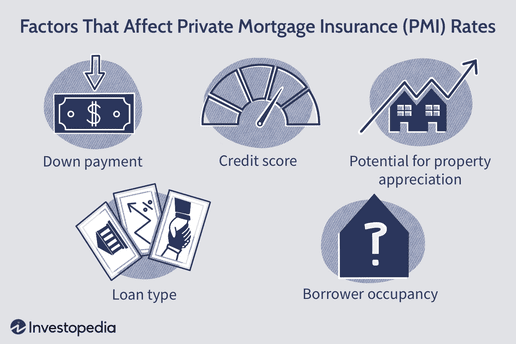 Factors That Affect Private Mortgage Insurance (PMI) Rates
$
Down payment
Credit score
Potential for property
appreciation
%
Loan type
?
Borrower occupancy
Investopedia